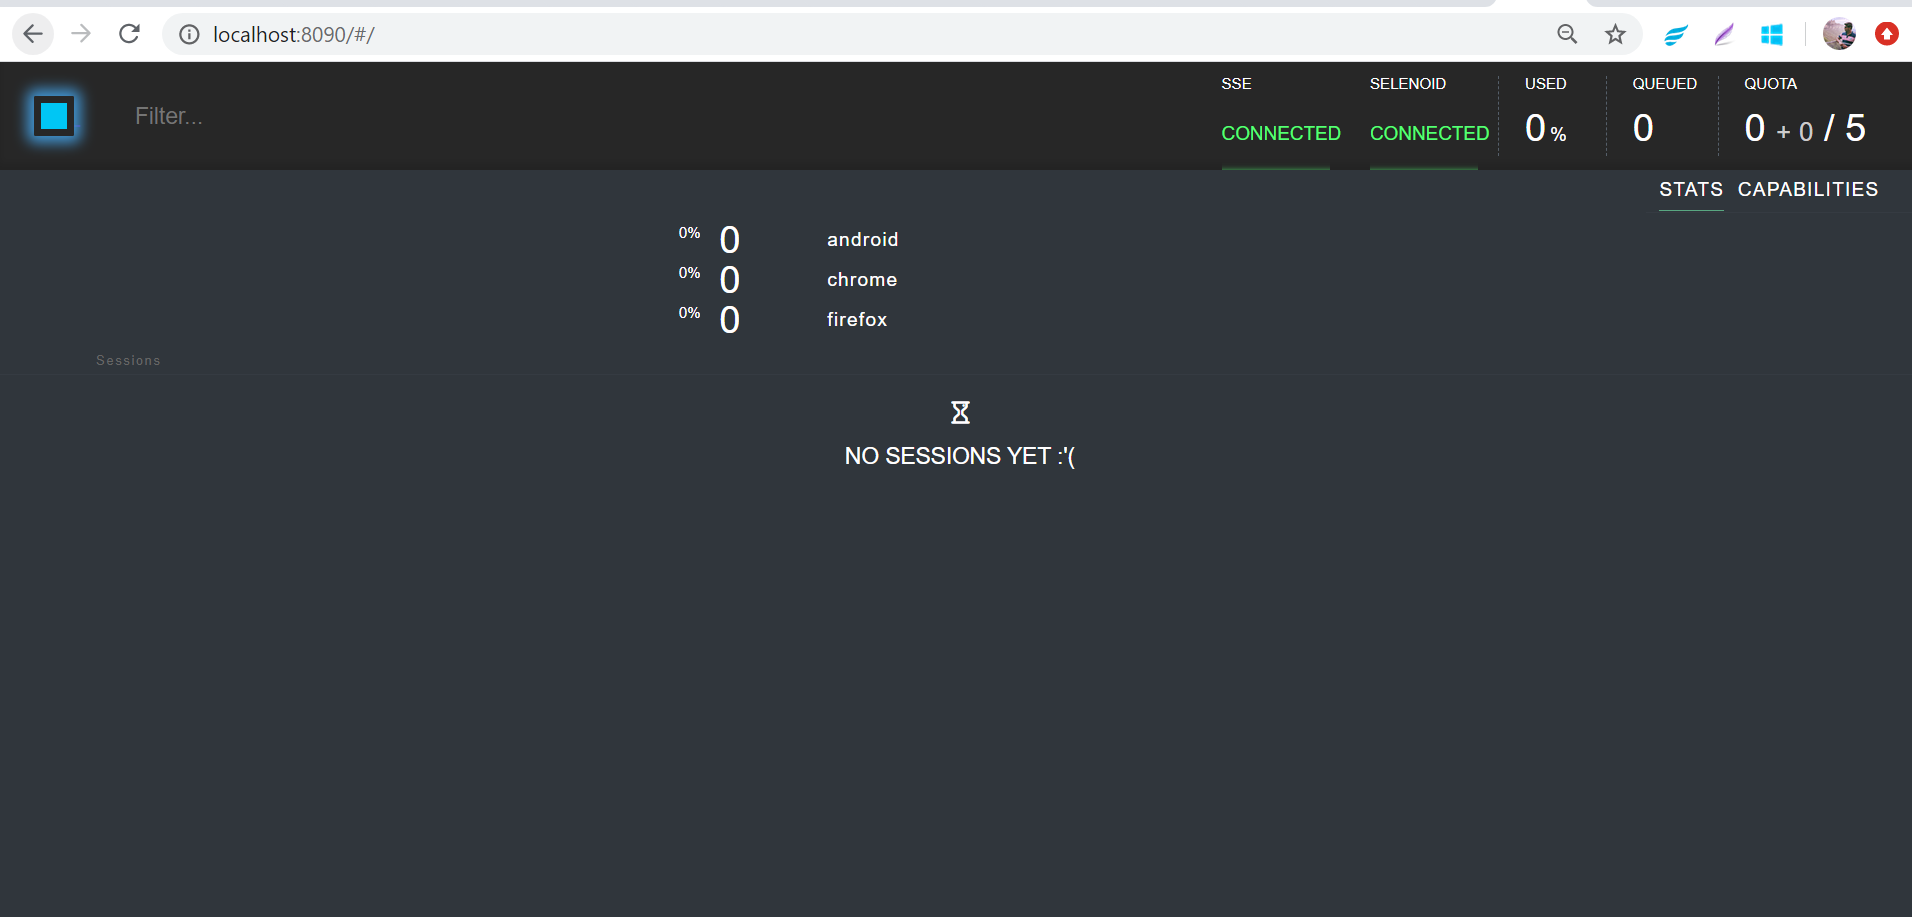 localhost:8090/#/
Filter...
SSE
CONNECTED
SELENOID
CONNECTED
USED
0 %
QUEUED
0
QUOTA
0 + 0 / 5
STATS CAPABILITIES
0% 0 android
0% 0 chrome
0% 0 firefox
Sessions
NO SESSIONS YET :'(